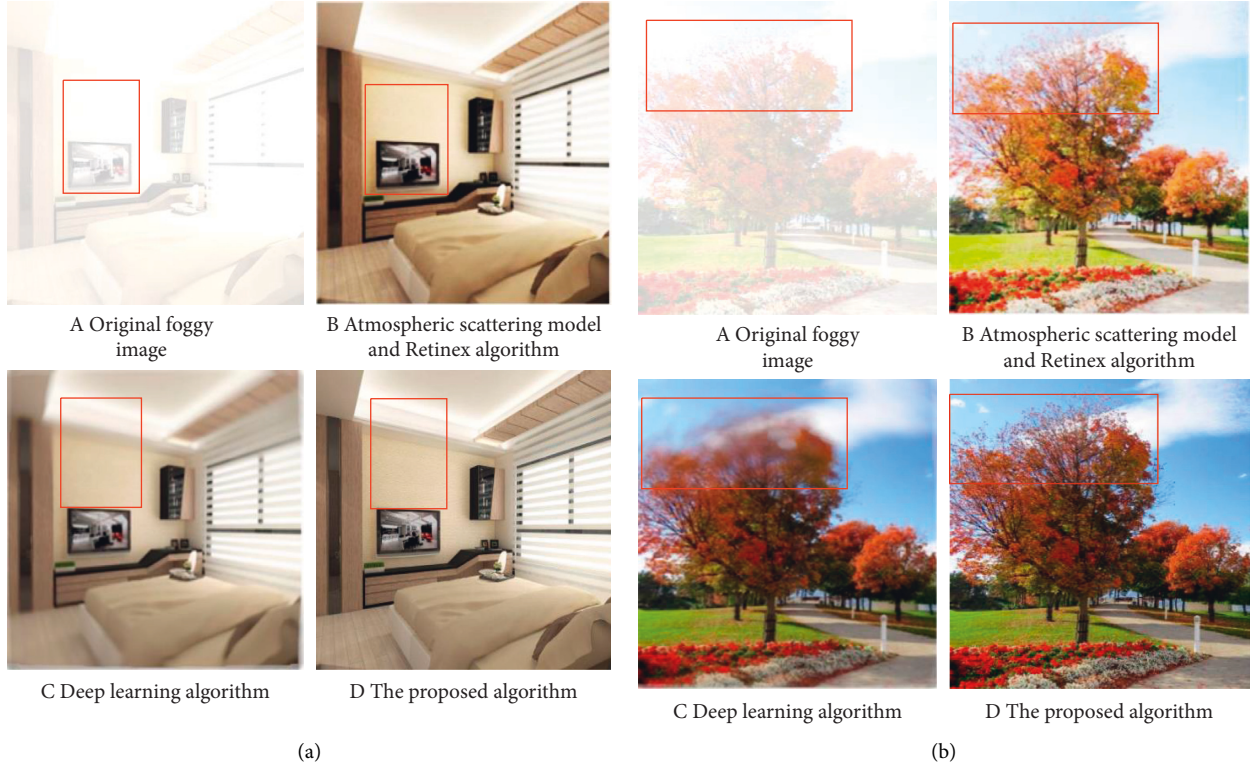 A Original foggy
image
B Atmospheric scattering model
and Retinex algorithm
C Deep learning algorithm
D The proposed algorithm
(a)
A Original foggy
image
B Atmospheric scattering model
and Retinex algorithm
C Deep learning algorithm
D The proposed algorithm
(b)